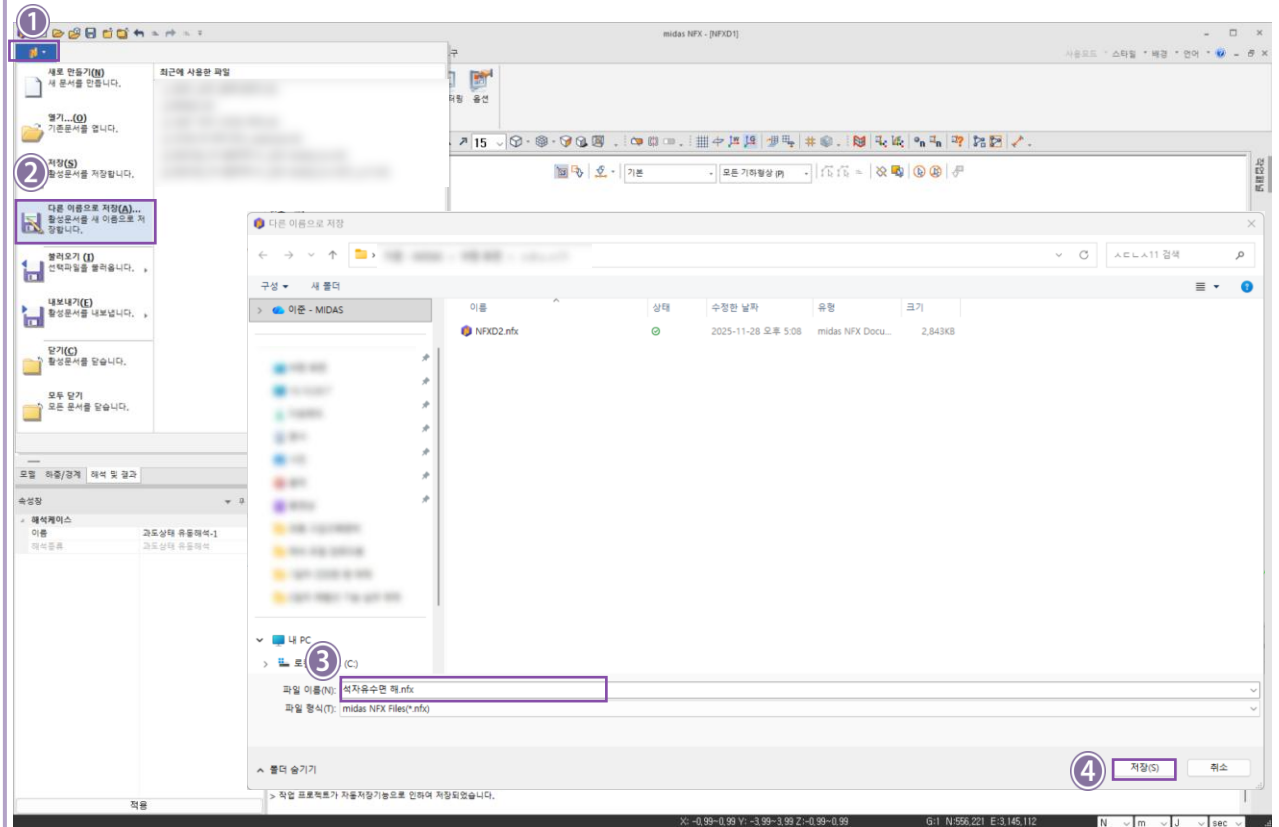 1
midas NFX - [NFXD1]
구
사용모드 스타일 배경 언어
새로 만들기(N)
새 문서를 만듭니다.
최근에 사용한 파일
열기...(O)
기존문서를 엽니다.
터링 옵션
15
2
저장(S)
활성문서를 저장합니다.
기본
모든 기하형상 (P)
작업패널
다른 이름으로 저장(A)...
활성문서를 새 이름으로 저
장합니다.
불러오기 (I)
선택파일을 불러옵니다.
내보내기(E)
활성문서를 내보냅니다.
닫기(C)
활성문서를 닫습니다.
모두 닫기
모든 문서를 닫습니다.
다른 이름으로 저장
ㅅㄷㄴㅅ11 검색
구성 새 폴더
이준 - MIDAS
이름 상태 수정한 날짜 유형 크기
NFXD2.nfx 2025-11-28 오후 5:08 midas NFX Docu... 2,843KB
내 PC
3
(C:)
파일 이름(N): 석자유수면 해.nfx
파일 형식(T): midas NFX Files(*.nfx)
폴더 숨기기
4
저장(S) 취소
모델 하중/경계 해석 및 결과
속성창
해석케이스
이름 과도상태 유동해석-1
해석종류 과도상태 유동해석
적용
> 작업 프로젝트가 자동저장기능으로 인하여 저장되었습니다.
X: -0,99~0,99 Y: -3,99~3,99 Z:-0,99~0,99 G:1 N:556,221 E:3,145,112 N m J sec